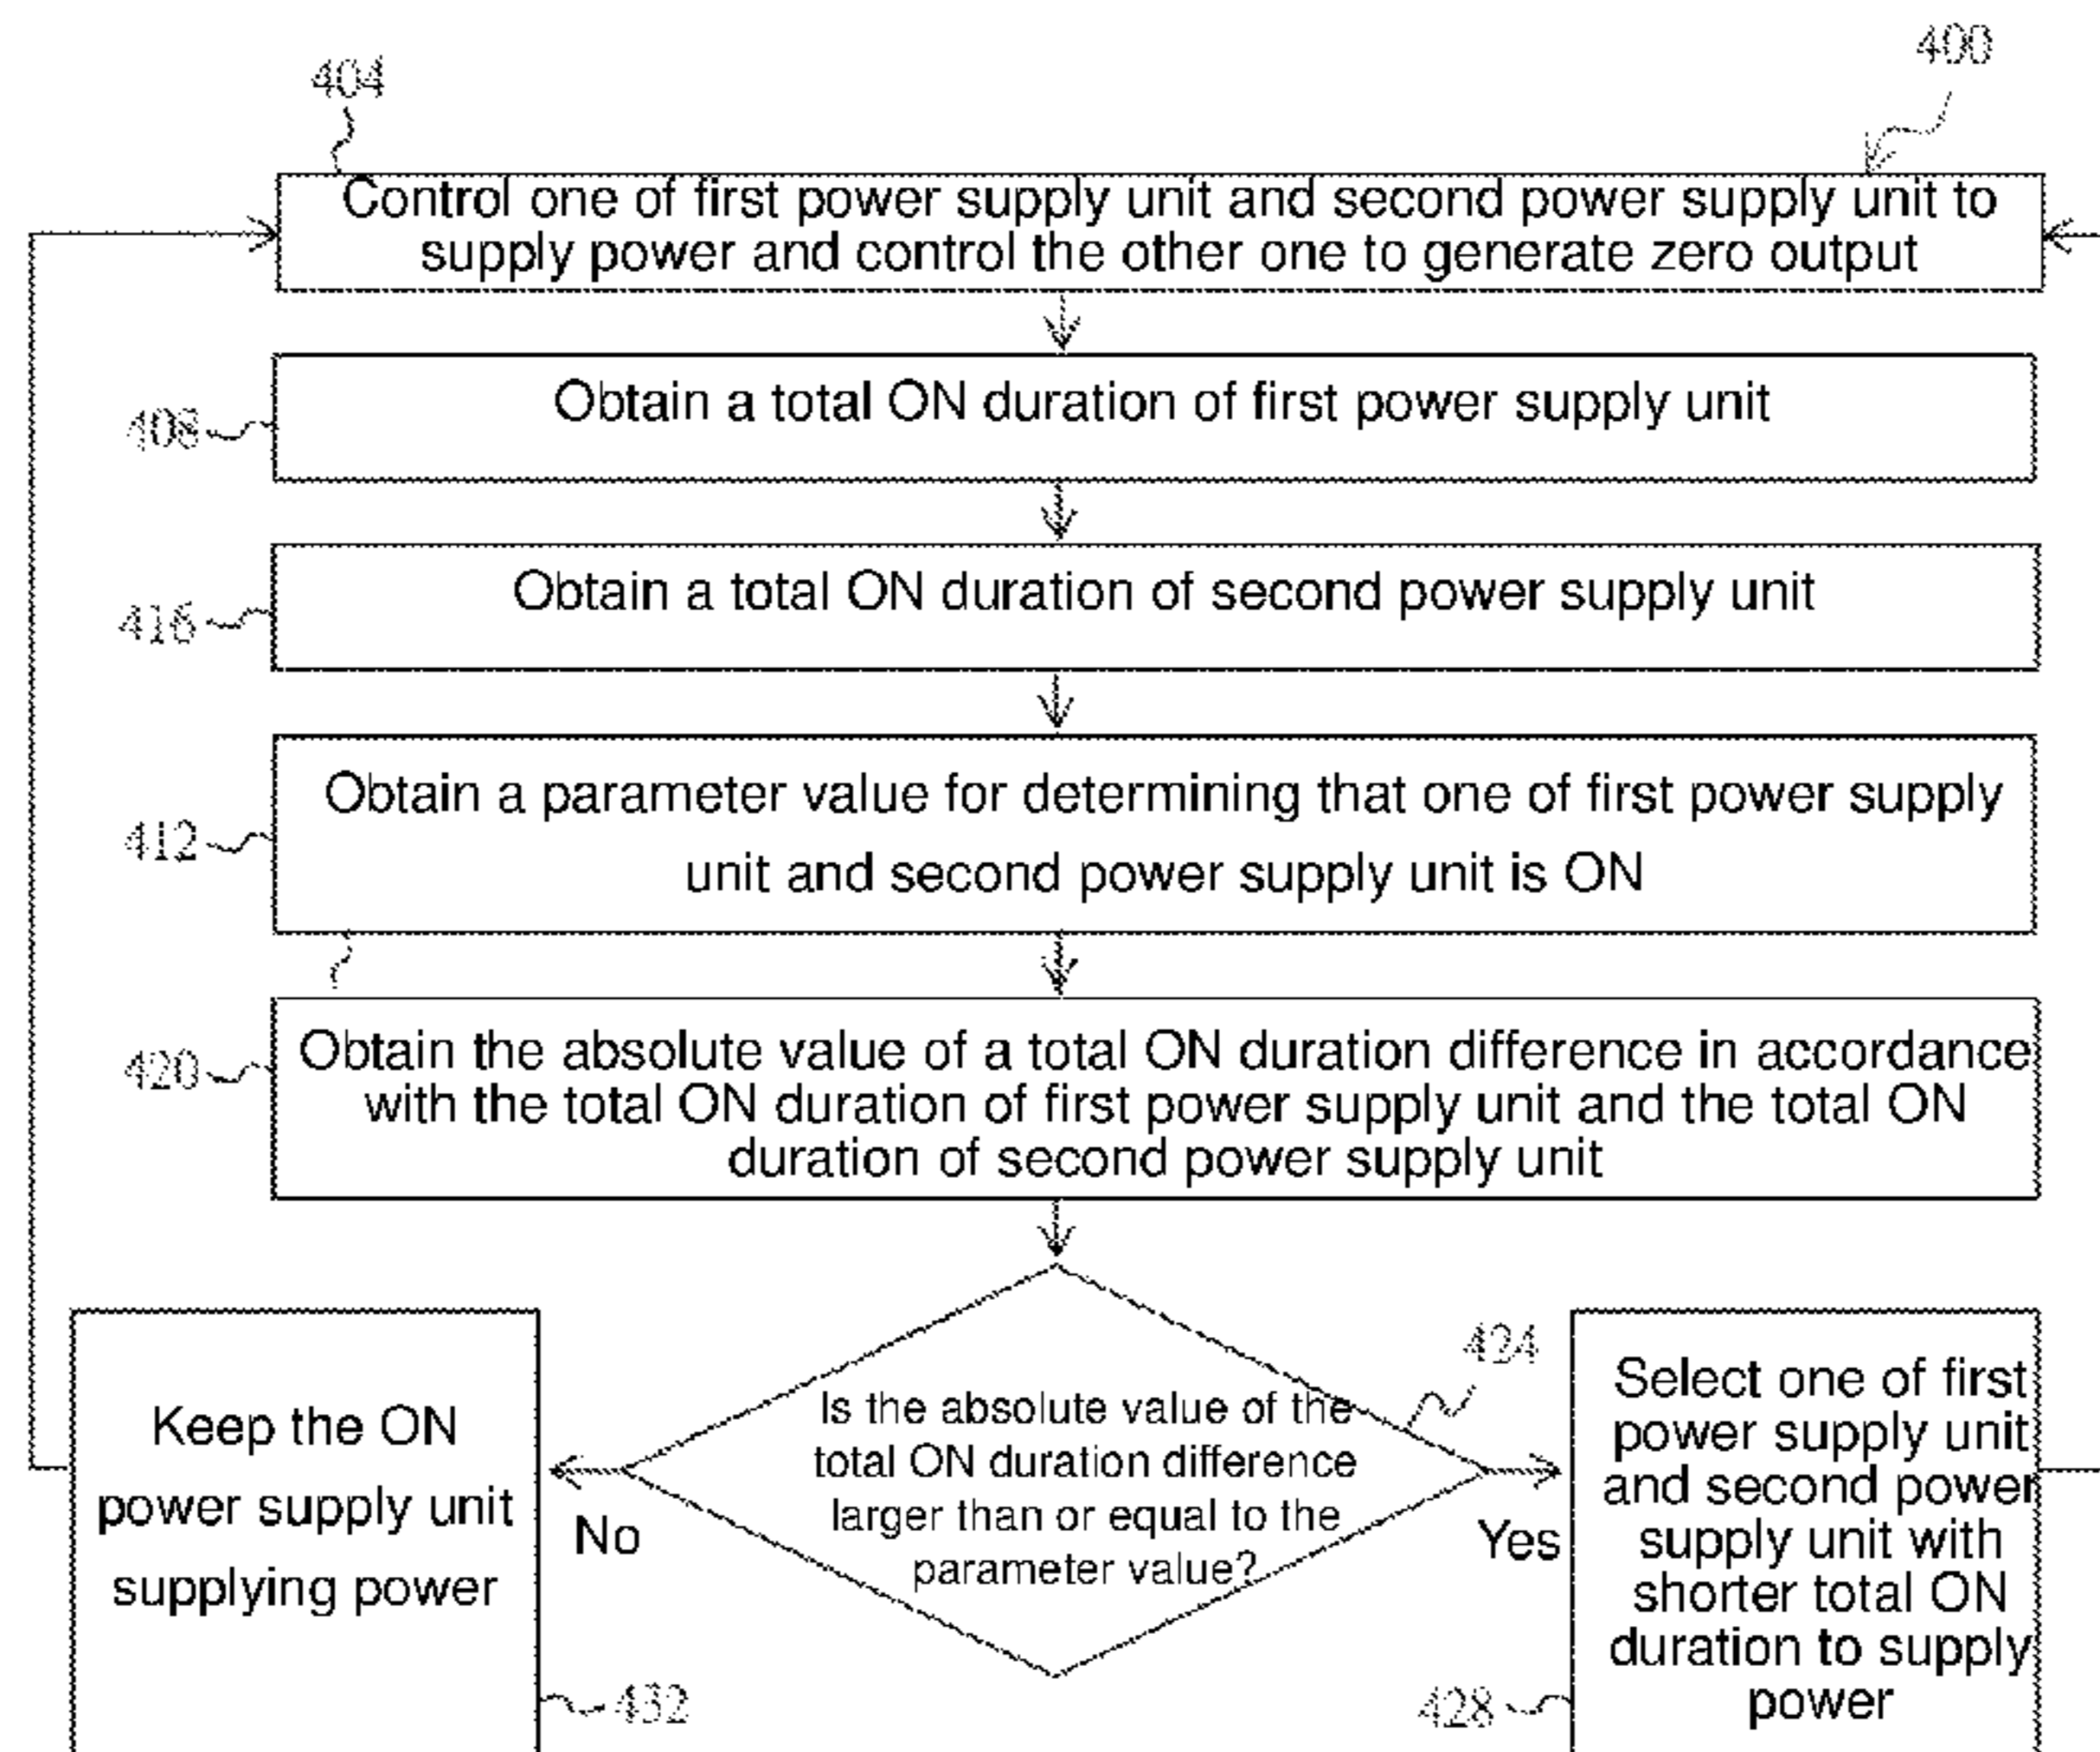 400
404
Control one of first power supply unit and second power supply unit to
supply power and control the other one to generate zero output
408
Obtain a total ON duration of first power supply unit
416
Obtain a total ON duration of second power supply unit
412
Obtain a parameter value for determining that one of first power supply
unit and second power supply unit is ON
420
Obtain the absolute value of a total ON duration difference in accordance
with the total ON duration of first power supply unit and the total ON
duration of second power supply unit
424
Is the absolute value of the
total ON duration difference
larger than or equal to the
parameter value?
No
Yes
Keep the ON
power supply unit
supplying power
432
Select one of first
power supply unit
and second power
supply unit with
shorter total ON
duration to supply
power
428